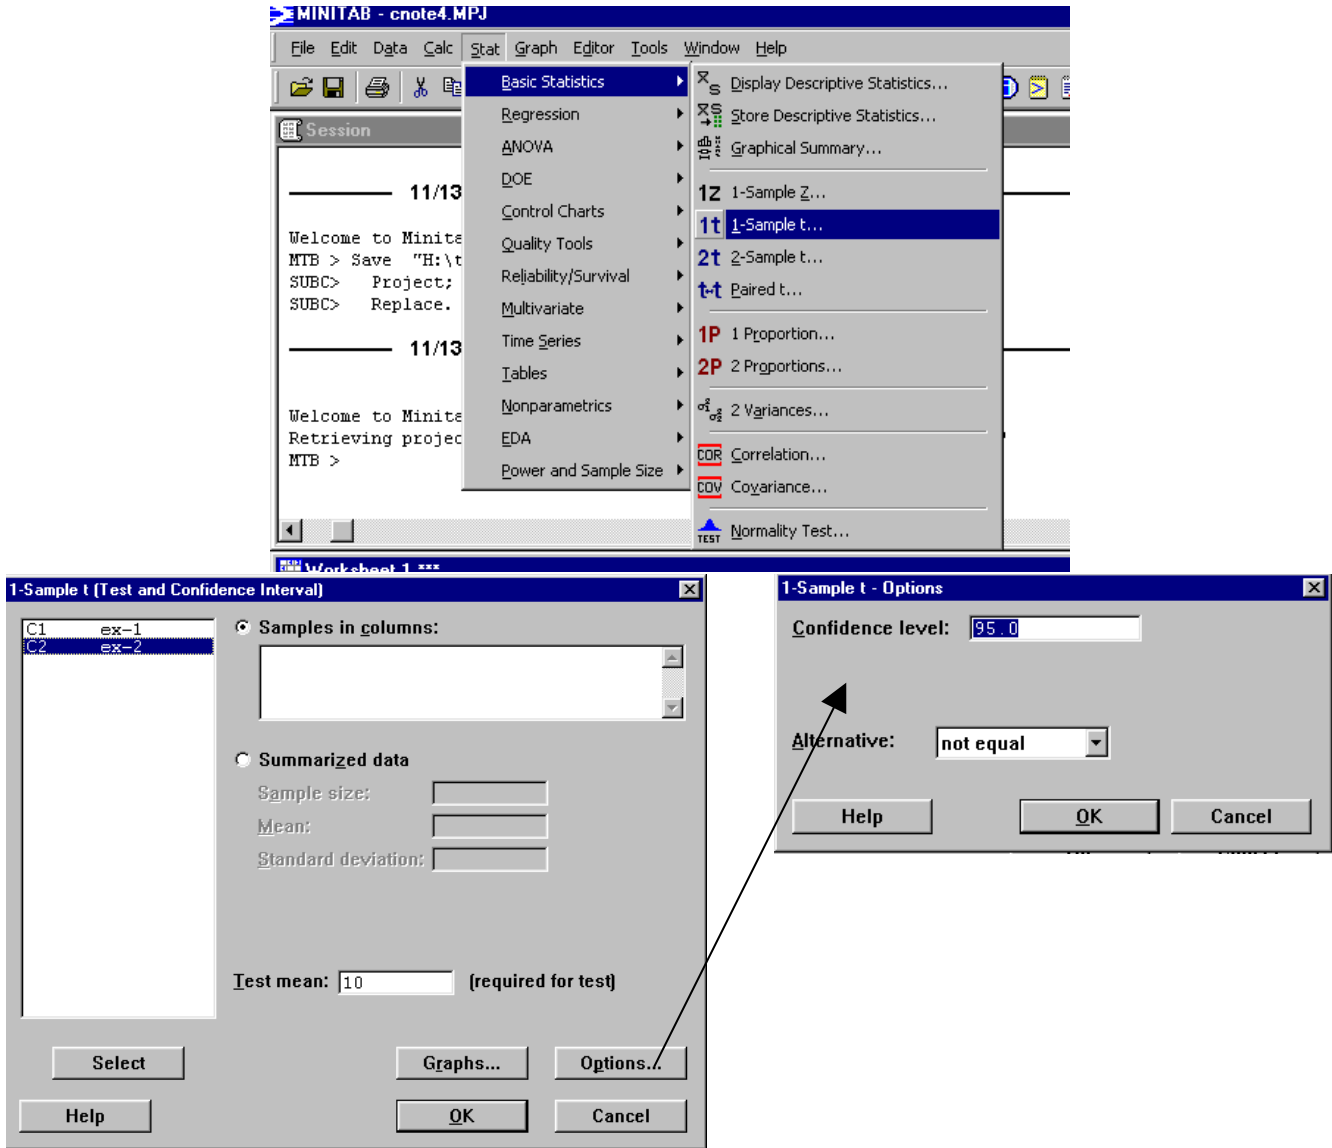 MINITAB - cnote4.MPJ
File Edit Data Calc Stat Graph Editor Tools Window Help
Session
11/13
Welcome to Minita
MTB > Save "H:\t
SUBC> Project;
SUBC> Replace.
11/13
Welcome to Minita
Retrieving projec
MTB >
Basic Statistics
Regression
ANOVA
DOE
Control Charts
Quality Tools
Reliability/Survival
Multivariate
Time Series
Tables
Nonparametrics
EDA
Power and Sample Size
Display Descriptive Statistics...
Store Descriptive Statistics...
Graphical Summary...
1Z 1-Sample Z...
1t 1-Sample t...
2t 2-Sample t...
t-t Paired t...
1P 1 Proportion...
2P 2 Proportions...
2 Variances...
COR Correlation...
COV Covariance...
TEST Normality Test...
Worksheet 1 ***
1-Sample t (Test and Confidence Interval)
C1 ex-1
C2 ex-2
Samples in columns:
Summarized data
Sample size:
Mean:
Standard deviation:
Test mean: 10 (required for test)
Select Graphs... Options...
Help OK Cancel
1-Sample t - Options
Confidence level: 95.0
Alternative: not equal
Help OK Cancel